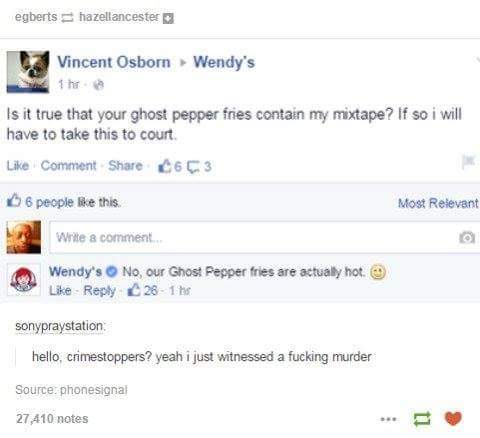 egberts hazellancester
Vincent Osborn ▸ Wendy's
1 hr ·
Is it true that your ghost pepper fries contain my mixtape? If so i will
have to take this to court.
Like · Comment · Share · 6 3
6 people like this. Most Relevant
Write a comment...
Wendy's No, our Ghost Pepper fries are actually hot. 🙂
Like · Reply · 26 · 1 hr
sonypraystation:
hello, crimestoppers? yeah i just witnessed a fucking murder
Source: phonesignal
27,410 notes